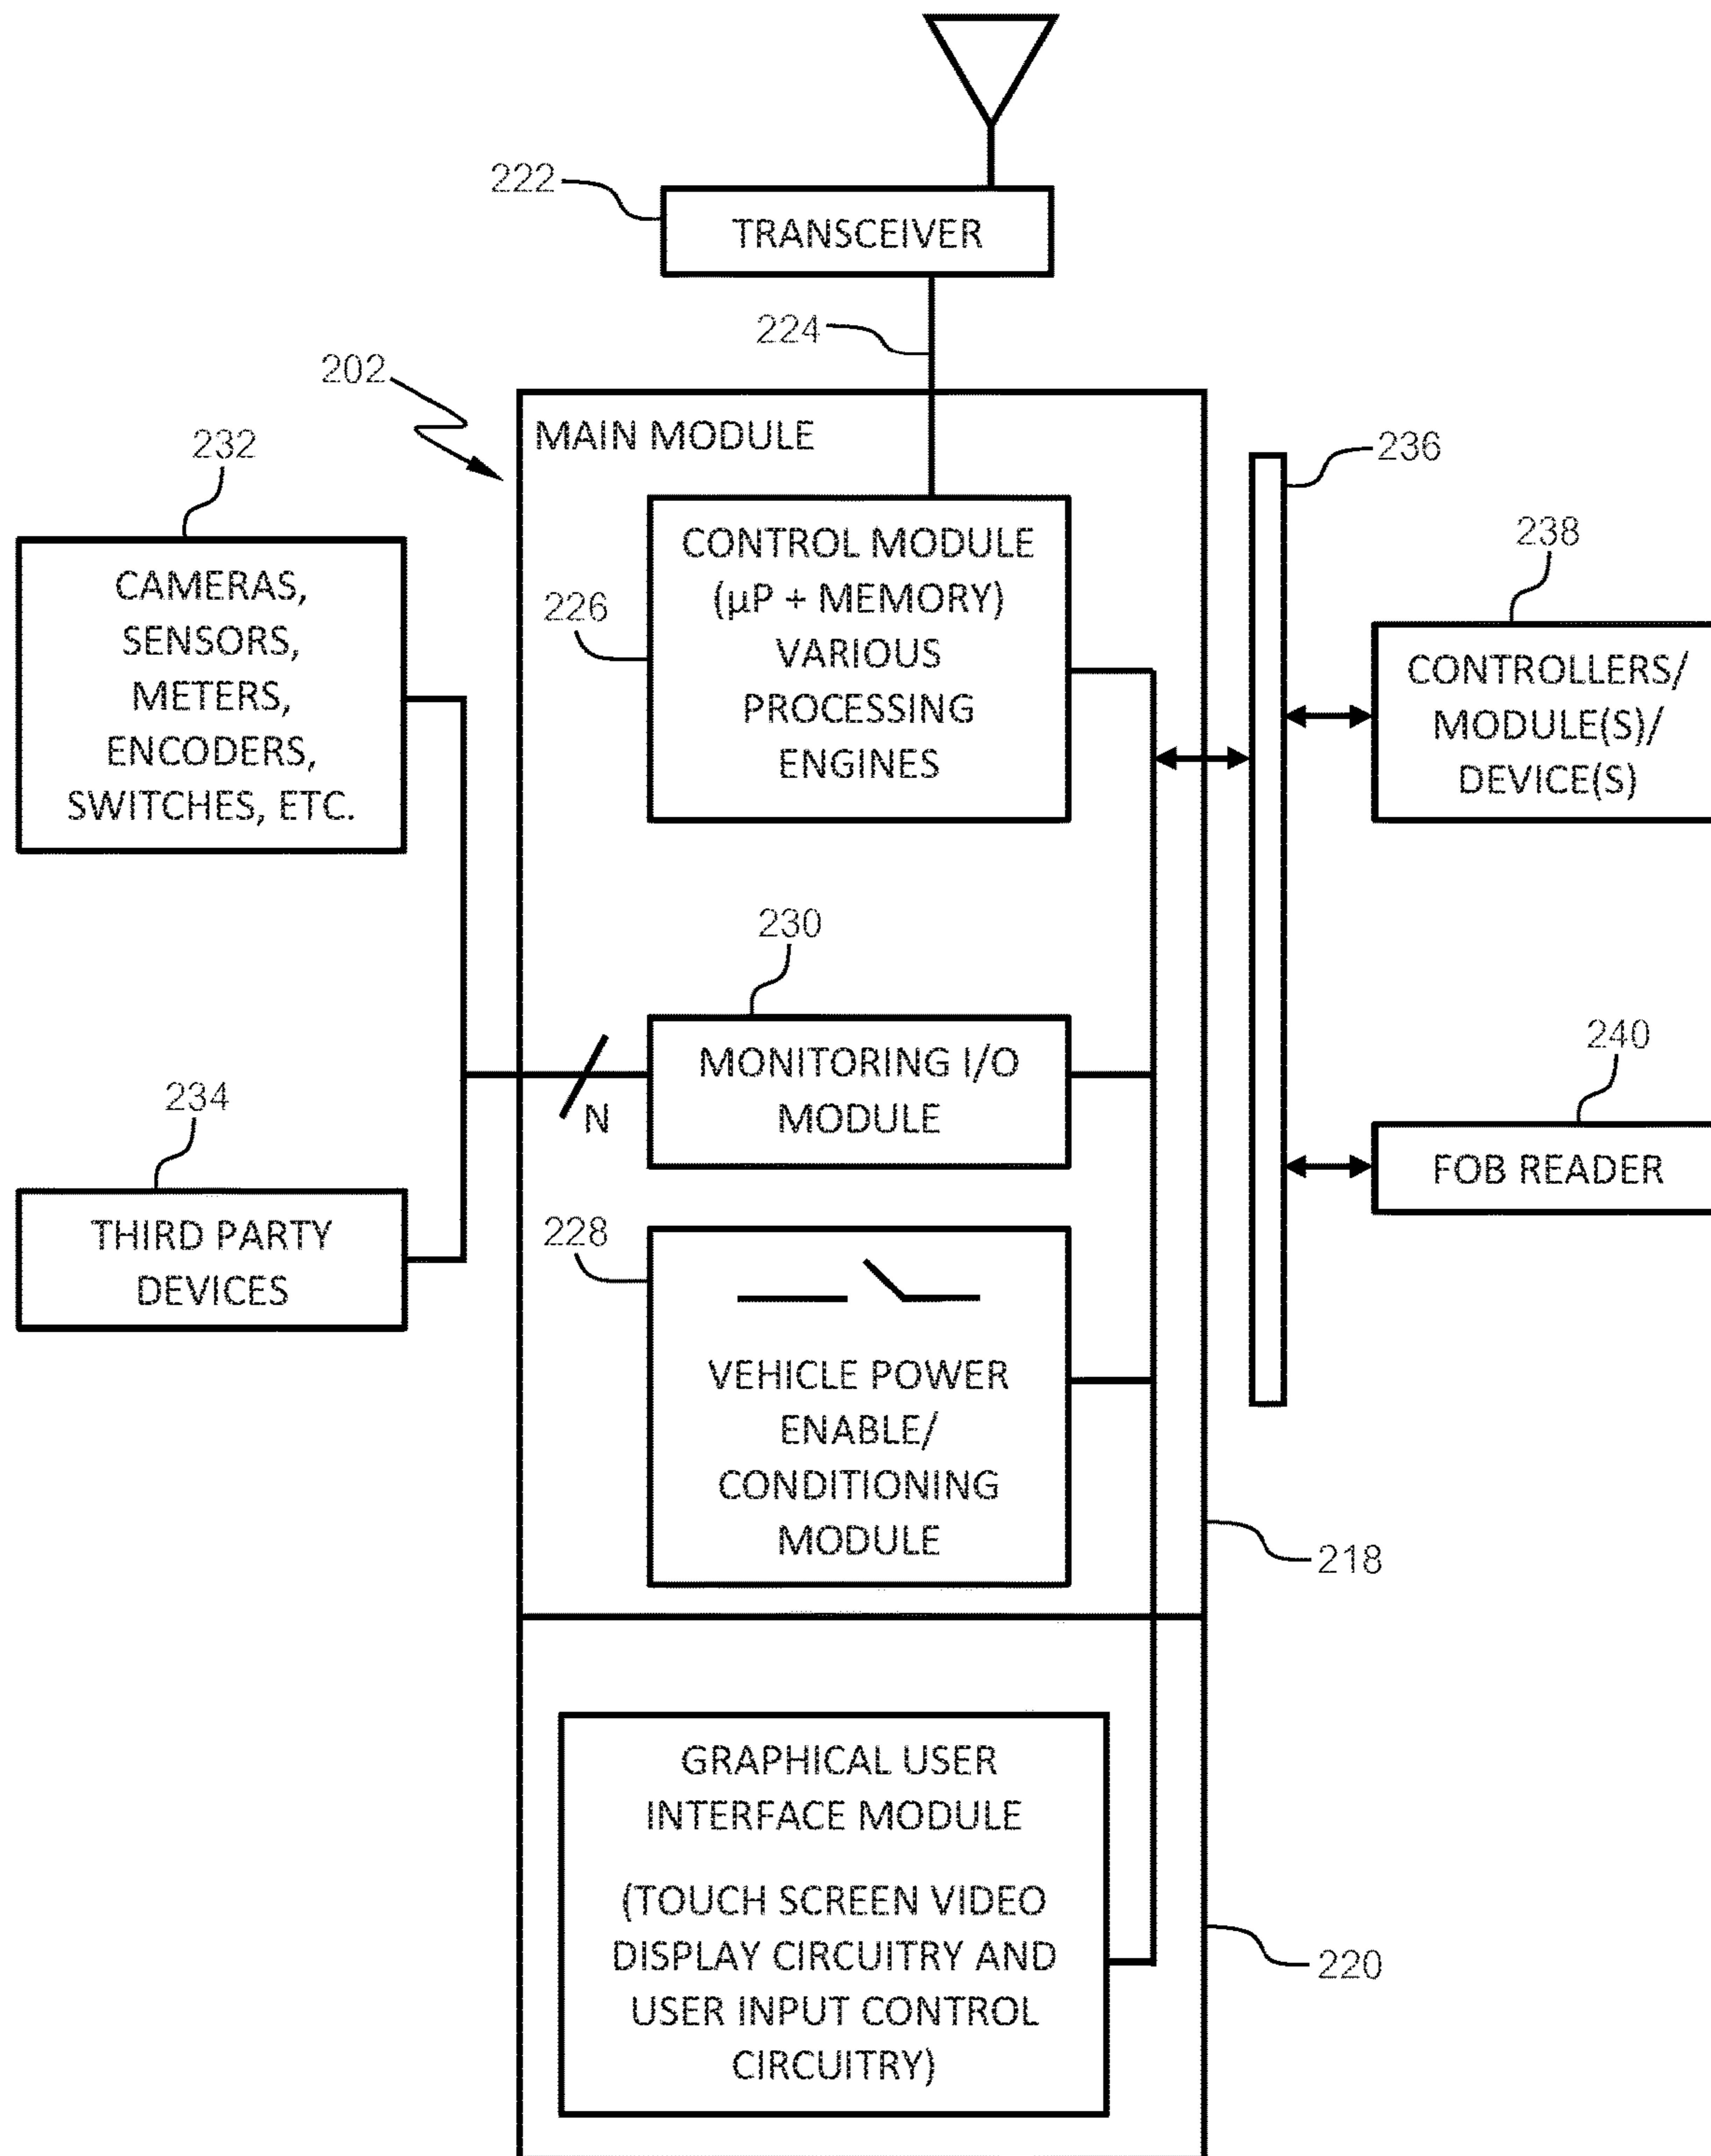 222
TRANSCEIVER
224
202
MAIN MODULE
232
236
CAMERAS,
SENSORS,
METERS,
ENCODERS,
SWITCHES, ETC.
226
CONTROL MODULE
(µP + MEMORY)
VARIOUS
PROCESSING
ENGINES
238
CONTROLLERS/
MODULE(S)/
DEVICE(S)
230
MONITORING I/O
MODULE
N
234
THIRD PARTY
DEVICES
240
FOB READER
228
VEHICLE POWER
ENABLE/
CONDITIONING
MODULE
218
GRAPHICAL USER
INTERFACE MODULE
(TOUCH SCREEN VIDEO
DISPLAY CIRCUITRY AND
USER INPUT CONTROL
CIRCUITRY)
220